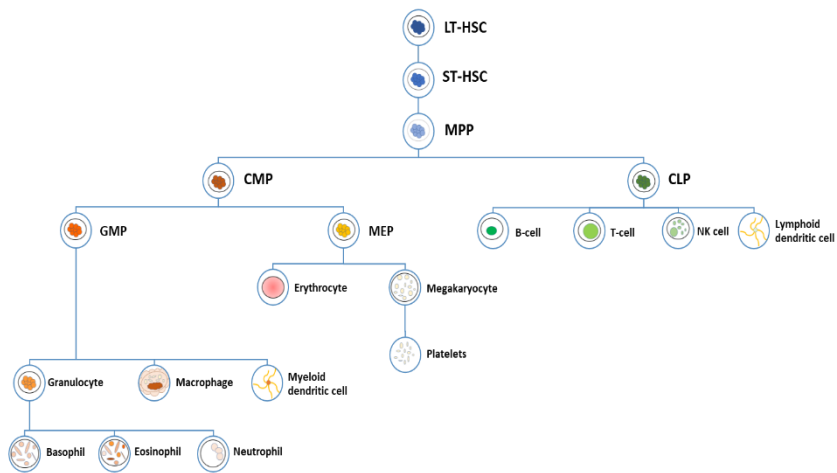 LT-HSC
ST-HSC
MPP
CMP
CLP
GMP
MEP
B-cell
T-cell
NK cell
Lymphoid
dendritic cell
Erythrocyte
Megakaryocyte
Platelets
Granulocyte
Macrophage
Myeloid
dendritic cell
Basophil
Eosinophil
Neutrophil